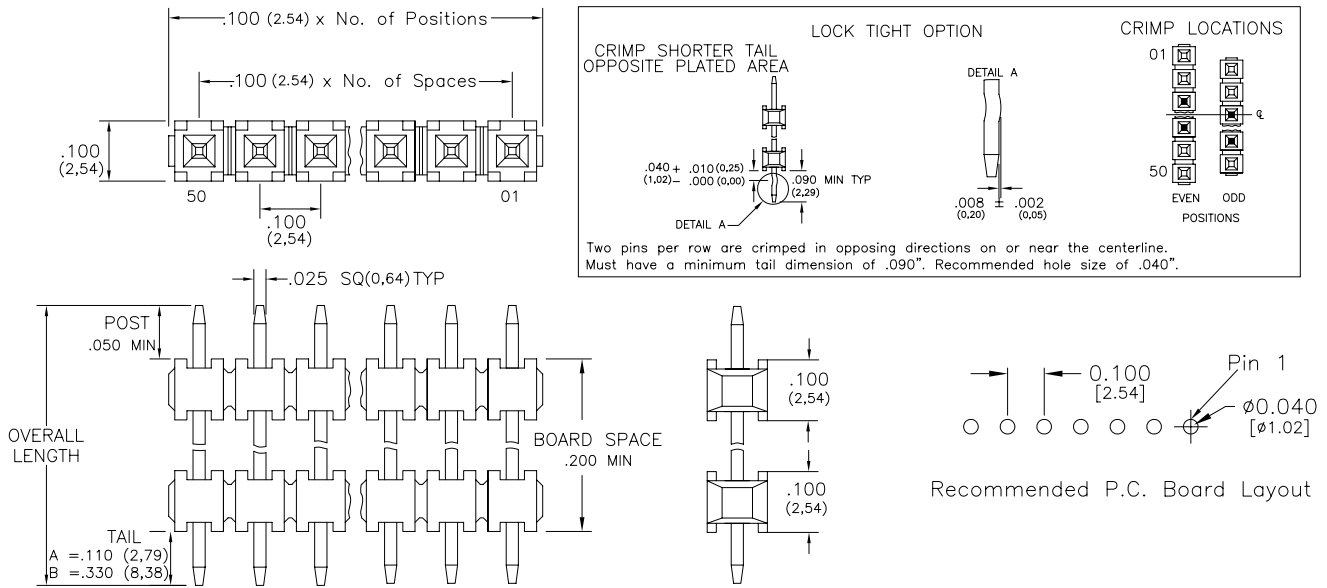 .100 (2.54) x No. of Positions
.100 (2.54) x No. of Spaces
.100
(2,54)
50
01
.100
(2,54)
LOCK TIGHT OPTION
CRIMP LOCATIONS
CRIMP SHORTER TAIL
OPPOSITE PLATED AREA
DETAIL A
01
℄
.040 + .010(0,25)
(1,02)– .000 (0,00)
.090 MIN TYP
(2,29)
50
DETAIL A
.008
(0,20)
.002
(0,05)
EVEN
ODD
POSITIONS
Two pins per row are crimped in opposing directions on or near the centerline.
Must have a minimum tail dimension of .090”. Recommended hole size of .040”.
.025 SQ(0,64)TYP
POST
.050 MIN
OVERALL
LENGTH
BOARD SPACE
.200 MIN
TAIL
A =.110 (2,79)
B =.330 (8,38)
.100
(2,54)
.100
(2,54)
Pin 1
0.100
[2.54]
ø0.040
[ø1.02]
Recommended P.C. Board Layout